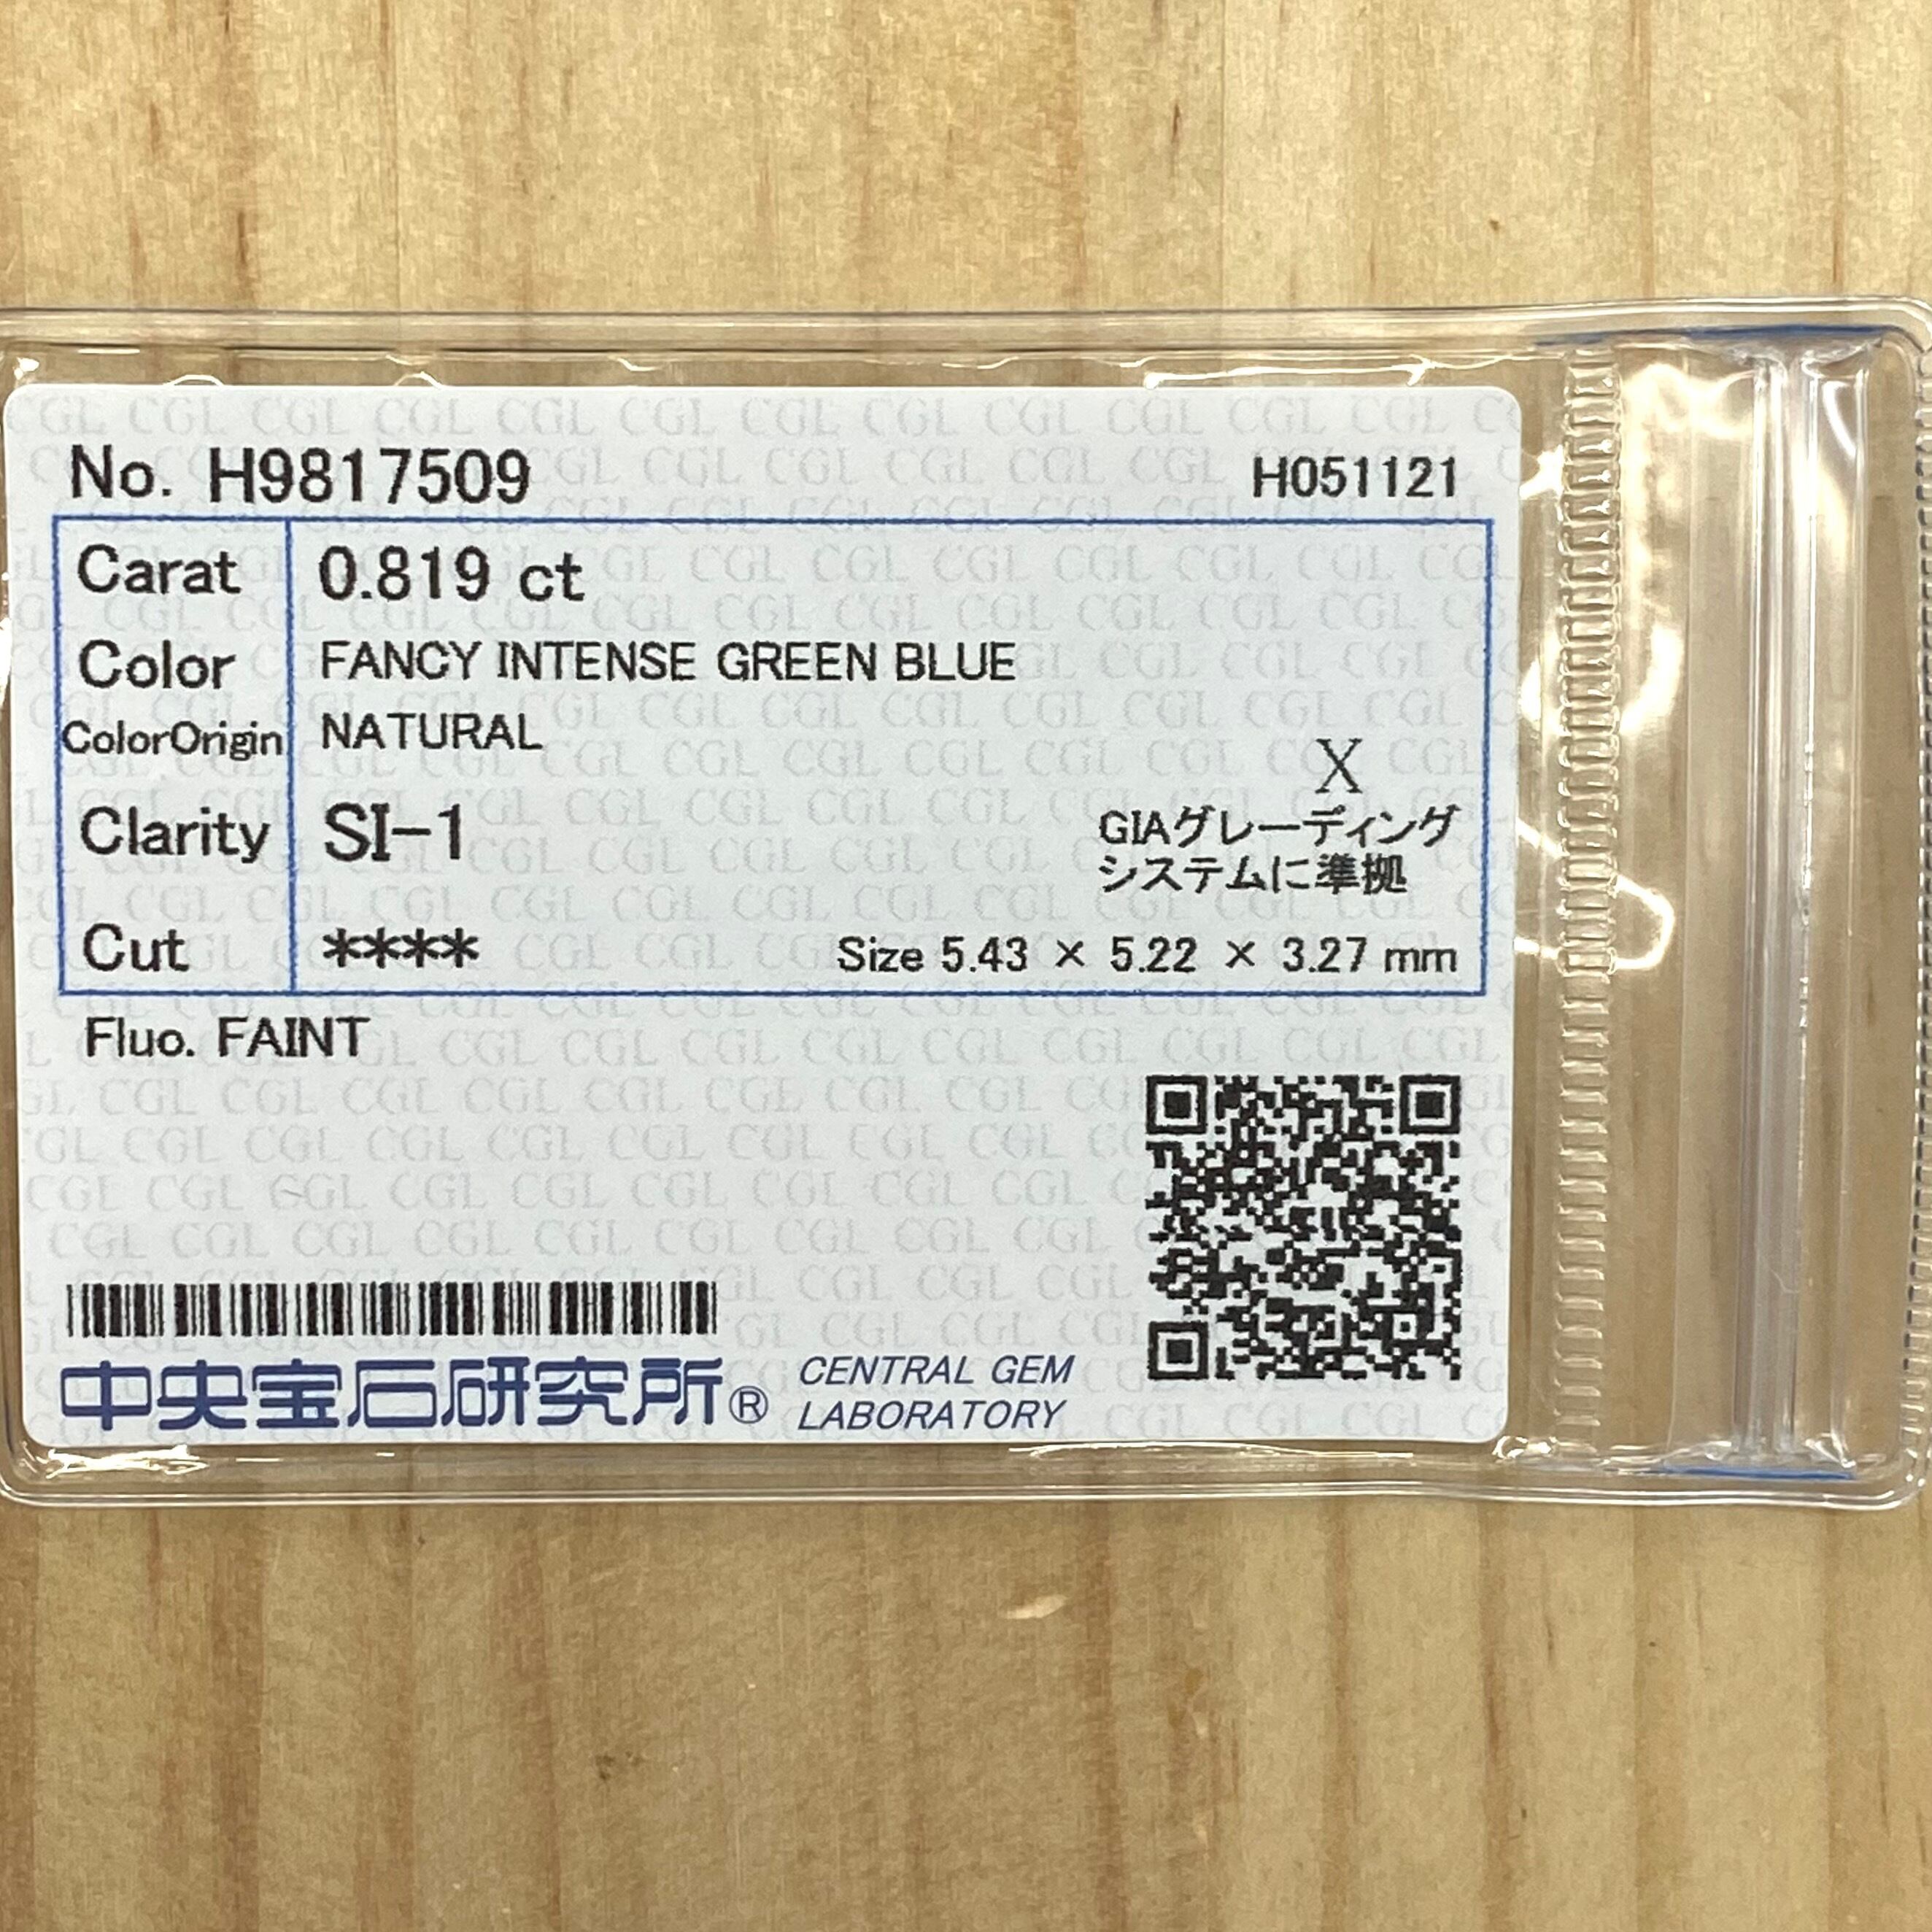 No. H9817509 H051121
Carat 0.819 ct
Color FANCY INTENSE GREEN BLUE
ColorOrigin NATURAL
X
Clarity SI-1 GIAグレーディング
システムに準拠
Cut **** Size 5.43 × 5.22 × 3.27 mm
Fluo. FAINT
中央宝石研究所® CENTRAL GEM
LABORATORY